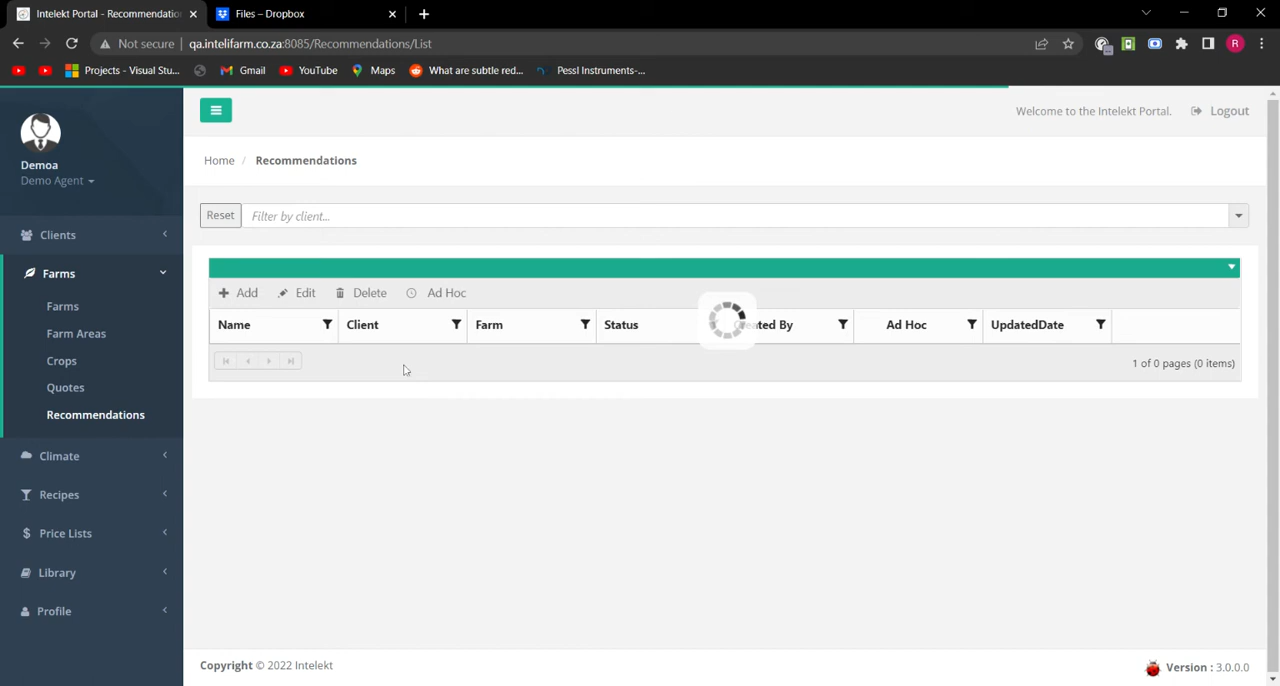 Intelekt Portal - Recommendation
Files – Dropbox
Not secure
qa.intelifarm.co.za:8085/Recommendations/List
R
Projects - Visual Stu...
Gmail
YouTube
Maps
What are subtle red...
Pessl Instruments-...
Demoa
Demo Agent
Clients
Farms
Farms
Farm Areas
Crops
Quotes
Recommendations
Climate
Recipes
Price Lists
Library
Profile
Welcome to the Intelekt Portal.
Logout
Home / Recommendations
Reset
Filter by client...
Add
Edit
Delete
Ad Hoc
Name
Client
Farm
Status
Created By
Ad Hoc
UpdatedDate
1 of 0 pages (0 items)
Copyright © 2022 Intelekt
Version : 3.0.0.0